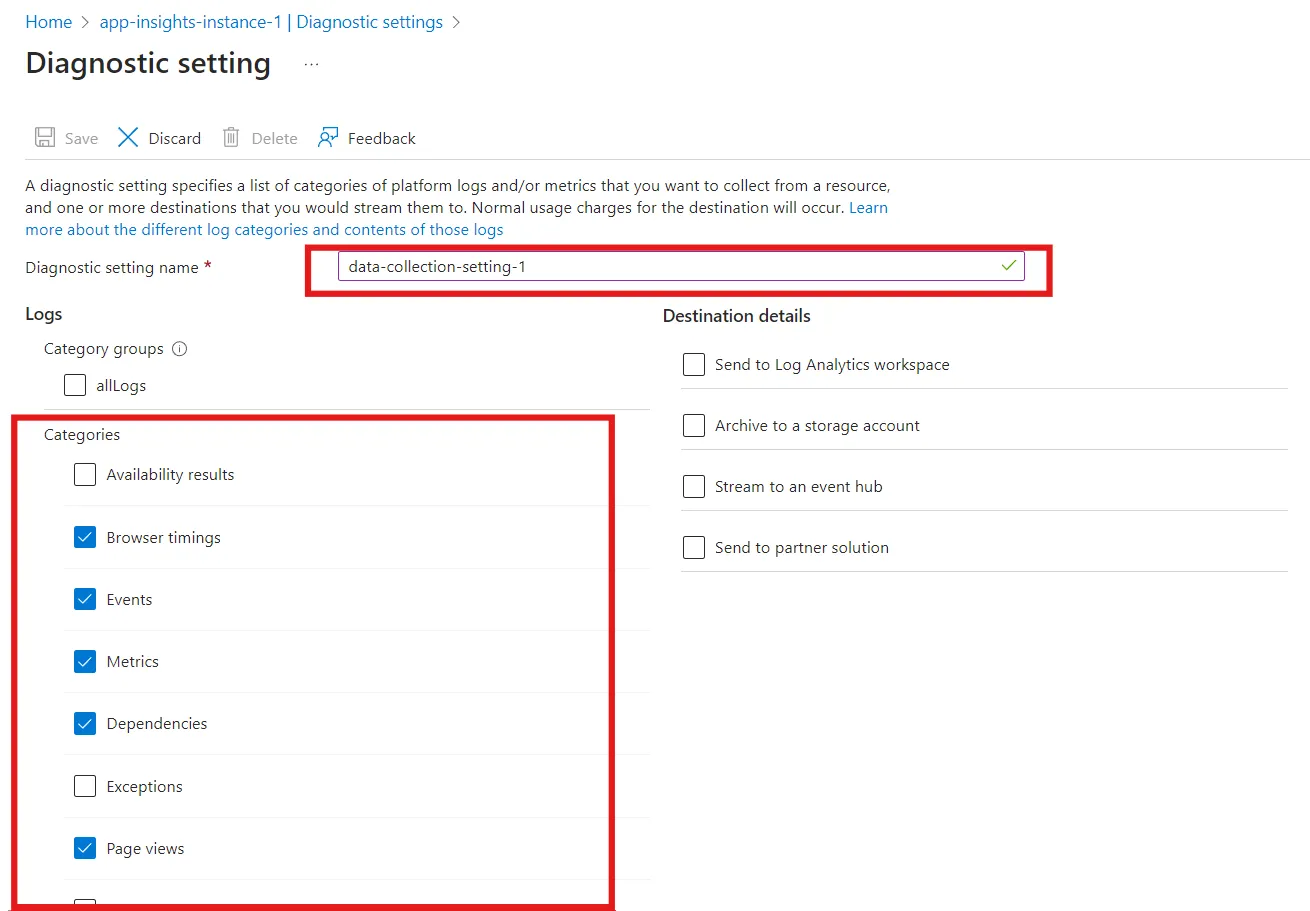 Home > app-insights-instance-1 | Diagnostic settings >
Diagnostic setting ...
Save Discard Delete Feedback
A diagnostic setting specifies a list of categories of platform logs and/or metrics that you want to collect from a resource,
and one or more destinations that you would stream them to. Normal usage charges for the destination will occur. Learn
more about the different log categories and contents of those logs
Diagnostic setting name *
data-collection-setting-1
Logs
Category groups
allLogs
Categories
Availability results
Browser timings
Events
Metrics
Dependencies
Exceptions
Page views
Destination details
Send to Log Analytics workspace
Archive to a storage account
Stream to an event hub
Send to partner solution